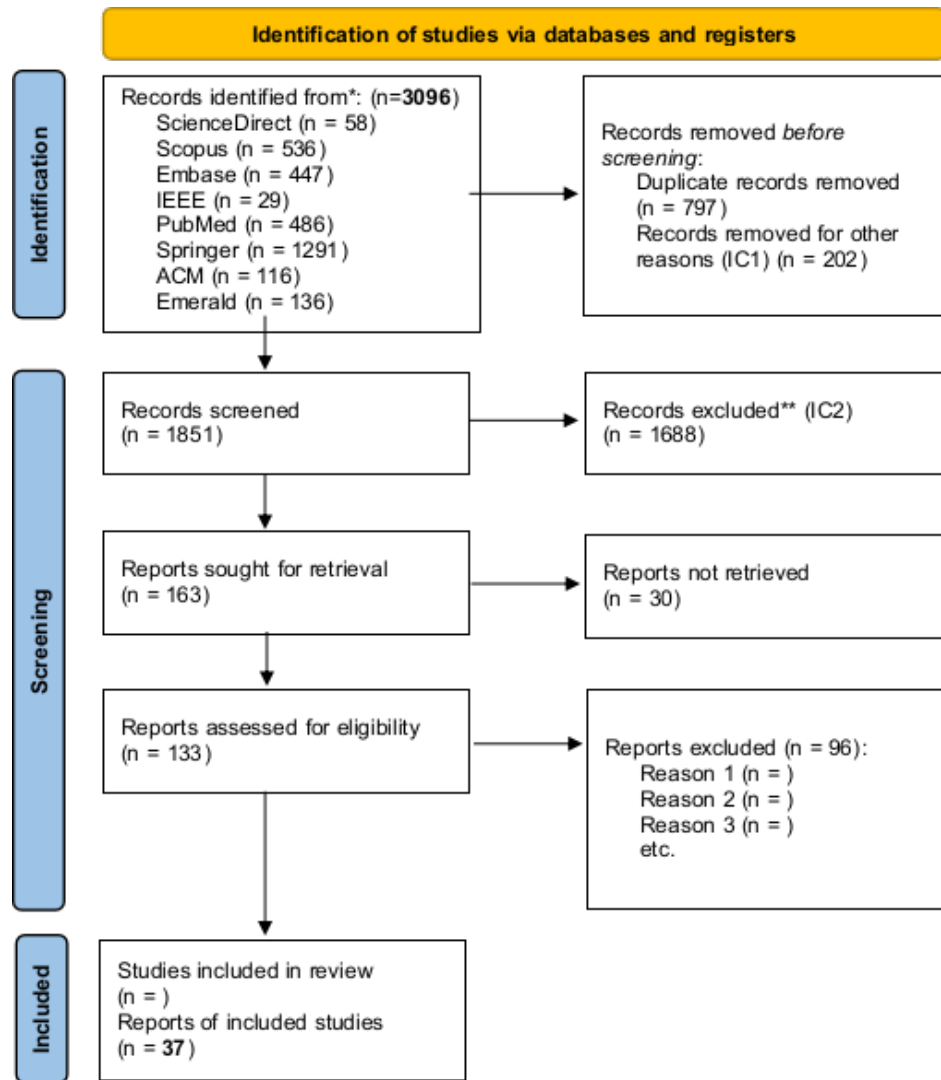 Identification of studies via databases and registers
Identification
Records identified from*: (n=3096)
ScienceDirect (n = 58)
Scopus (n = 536)
Embase (n = 447)
IEEE (n = 29)
PubMed (n = 486)
Springer (n = 1291)
ACM (n = 116)
Emerald (n = 136)
Records removed before
screening:
Duplicate records removed
(n = 797)
Records removed for other
reasons (IC1) (n = 202)
Screening
Records screened
(n = 1851)
Records excluded** (IC2)
(n = 1688)
Reports sought for retrieval
(n = 163)
Reports not retrieved
(n = 30)
Reports assessed for eligibility
(n = 133)
Reports excluded (n = 96):
Reason 1 (n = )
Reason 2 (n = )
Reason 3 (n = )
etc.
Included
Studies included in review
(n = )
Reports of included studies
(n = 37)